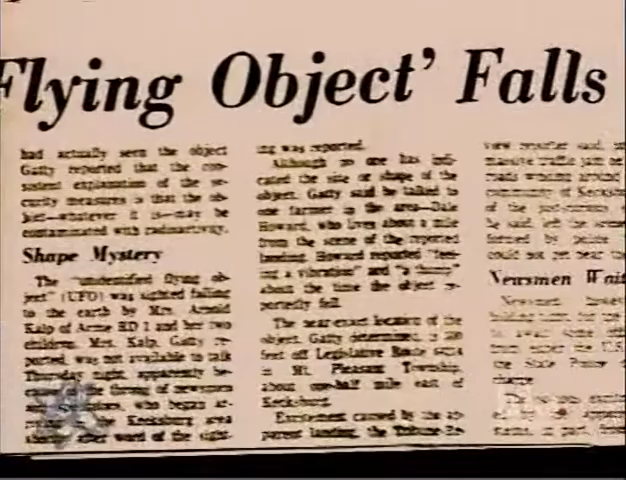 Flying Object' Falls
had actually seen the object
Gatty reported that the con-
sistent explanation of the se-
curity measures is that the ob-
ject—whatever it is—may be
contaminated with radioactivity.
Shape Mystery
The "unidentified flying ob-
ject" (UFO) was sighted falling
to the earth by Mrs. Arnold
Kalp of Acme RD 1 and her two
children. Mrs. Kalp, Gatty re-
ported, was not available to talk
Thursday night, apparently be-
the throng of newsmen
who began ar-
the Kecksburg area
after word of the sight-
ing was reported.
Although no one has indi-
cated the size or shape of the
object, Gatty said he talked to
one farmer in the area—Dale
Howard, who lives about a mile
from the scene of the reported
landing. Howard reported "feel-
ing a vibration" and "a thump"
about the time the object re-
portedly fell.
The near-exact location of the
object, Gatty determined, is
feet off Legislative Route
in Mt. Pleasant Township,
about one-half mile east of
Kecksburg.
Excitement caused by the ap-
parent landing, the Tribune-Re-
view reporter said,
massive traffic jam
roads winding around
community of Kecksb
of the
he said, left the
formed by police
could not get near the
Newsmen Wait
Newsmen, howev
to await some
from the U.S.
the State Police
charge.
The